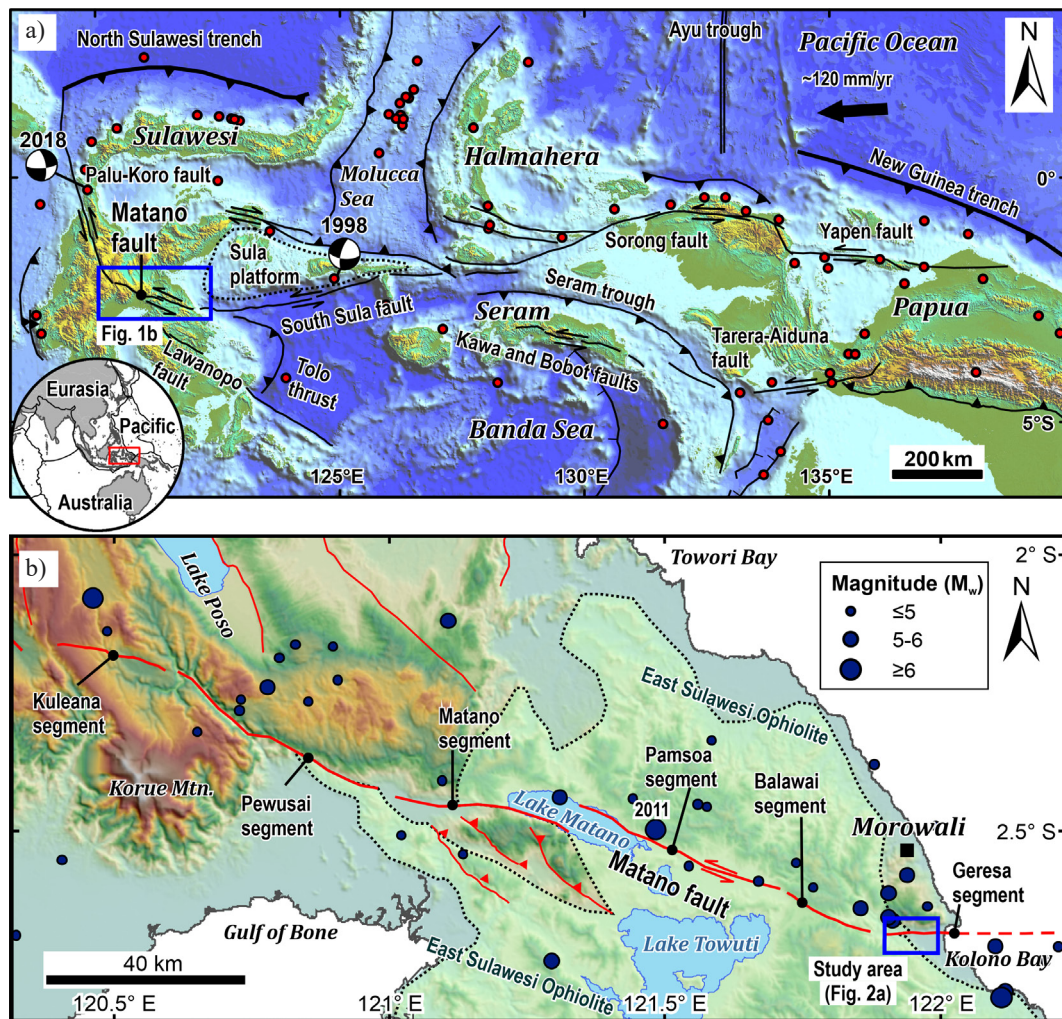 a)
North Sulawesi trench
Ayu trough
Pacific Ocean
~120 mm/yr
N
2018
Sulawesi
Halmahera
Molucca
Sea
Palu-Koro fault
New Guinea trench
0°
Matano
fault
1998
Sula
platform
Sorong fault
Yapen fault
Fig. 1b
South Sula fault
Seram trough
Seram
Papua
Lawanopo
fault
Tolo
thrust
Kawa and Bobot faults
Tarera-Aiduna
fault
Eurasia
Pacific
Australia
Banda Sea
5°S
125°E
130°E
135°E
200 km
b)
Towori Bay
2° S
N
Magnitude (Mw)
≤5
5-6
≥6
Lake Poso
Kuleana
segment
East Sulawesi Ophiolite
Matano
segment
Pamsoa
segment
Balawai
segment
Korue Mtn.
Pewusai
segment
Lake Matano
2011
Morowali
2.5° S
Matano fault
Geresa
segment
Gulf of Bone
East Sulawesi Ophiolite
Lake Towuti
Kolono Bay
Study area
(Fig. 2a)
40 km
120.5° E
121° E
121.5° E
122° E